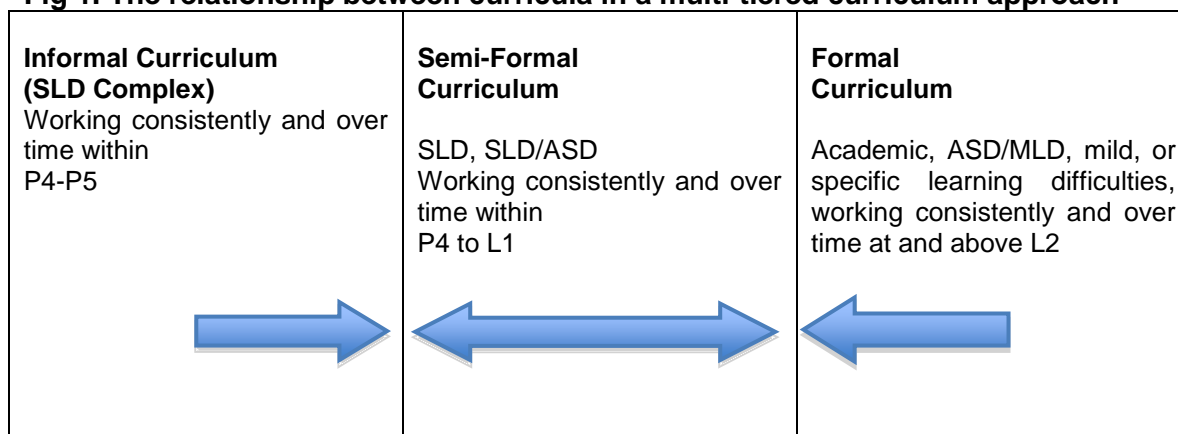 Fig 1: The relationship between curricula in a multi-tiered curriculum approach
Informal Curriculum
(SLD Complex)
Working consistently and over
time within
P4-P5
Semi-Formal
Curriculum
SLD, SLD/ASD
Working consistently and over
time within
P4 to L1
Formal
Curriculum
Academic, ASD/MLD, mild, or
specific learning difficulties,
working consistently and over
time at and above L2